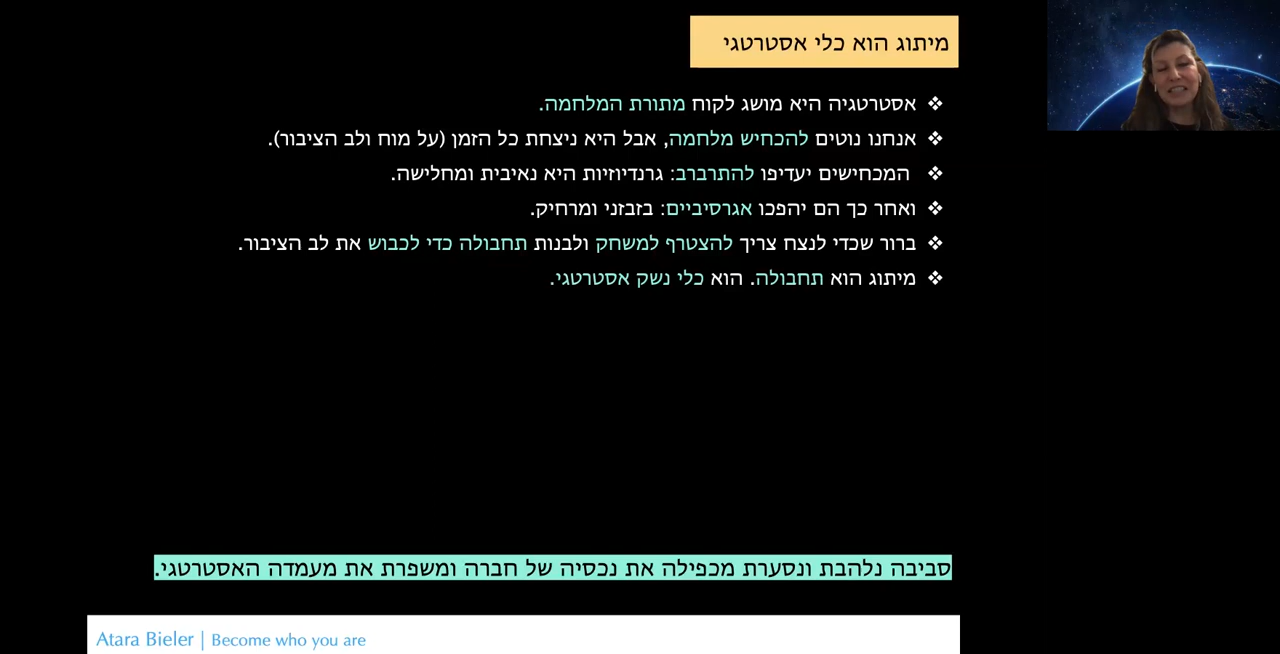 מיתוג הוא כלי אסטרטגי
❖ אסטרטגיה היא מושג לקוח מתורת המלחמה.
❖ אנחנו נוטים להכחיש מלחמה, אבל היא ניצחת כל הזמן (על מוח ולב הציבור).
❖ המכחישים יעדיפו להתרברב: גרנדיוזיות היא נאיבית ומחלישה.
❖ ואחר כך הם יהפכו אגרסיביים: בזבזני ומרחיק.
❖ ברור שכדי לנצח צריך להצטרף למשחק ולבנות תחבולה כדי לכבוש את לב הציבור.
❖ מיתוג הוא תחבולה. הוא כלי נשק אסטרטגי.
סביבה נלהבת ונסערת מכפילה את נכסיה של חברה ומשפרת את מעמדה האסטרטגי.
Atara Bieler | Become who you are